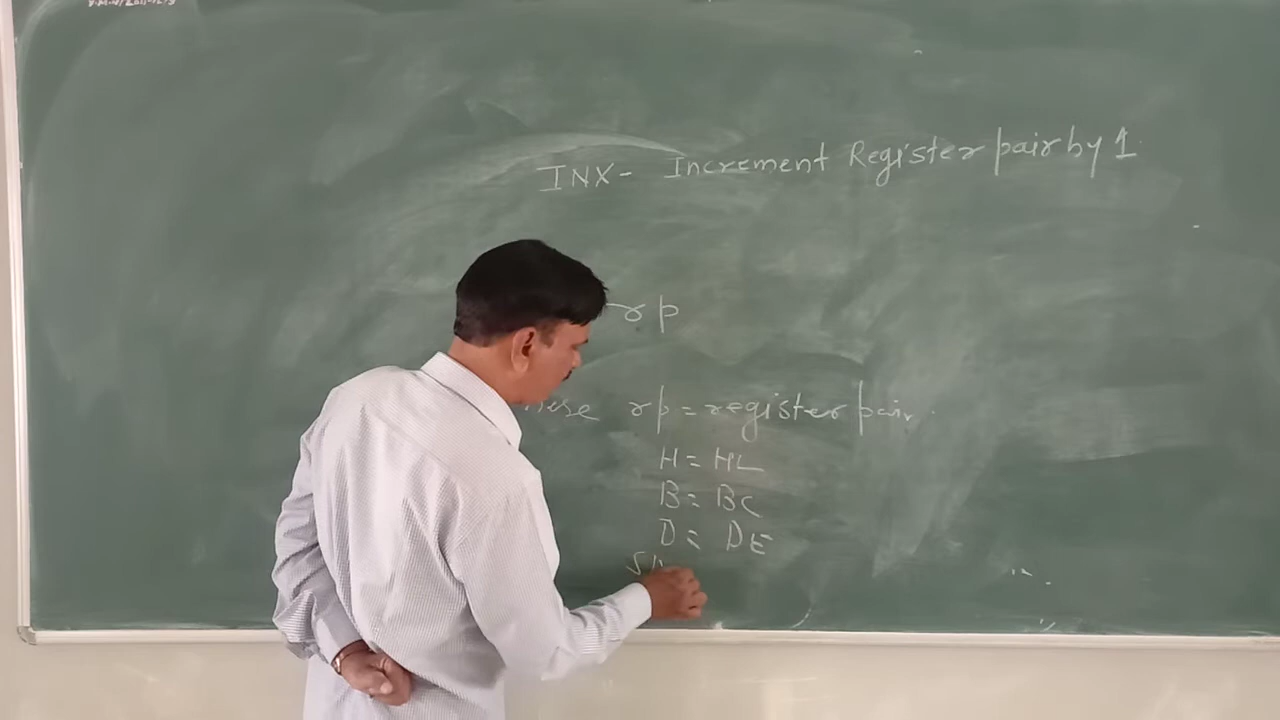 INX- Increment Register pair by 1
rp
rp = register pair
H = HL
B = BC
D = DE